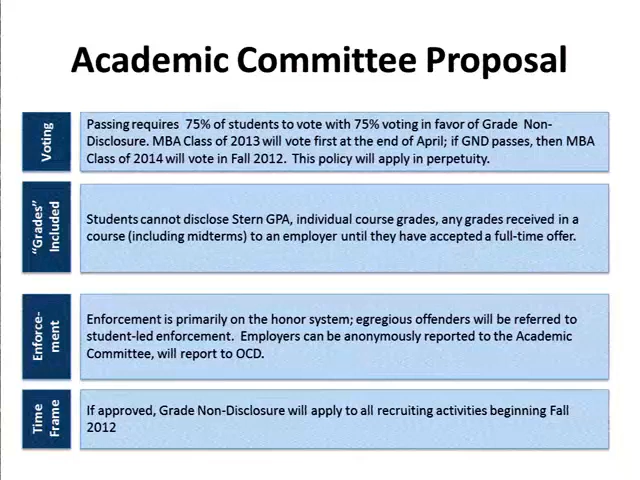 Academic Committee Proposal
Voting
Passing requires 75% of students to vote with 75% voting in favor of Grade Non-
Disclosure. MBA Class of 2013 will vote first at the end of April; if GND passes, then MBA
Class of 2014 will vote in Fall 2012. This policy will apply in perpetuity.
"Grades"
Included
Students cannot disclose Stern GPA, individual course grades, any grades received in a
course (including midterms) to an employer until they have accepted a full-time offer.
Enforce-
ment
Enforcement is primarily on the honor system; egregious offenders will be referred to
student-led enforcement. Employers can be anonymously reported to the Academic
Committee, will report to OCD.
Time
Frame
If approved, Grade Non-Disclosure will apply to all recruiting activities beginning Fall
2012